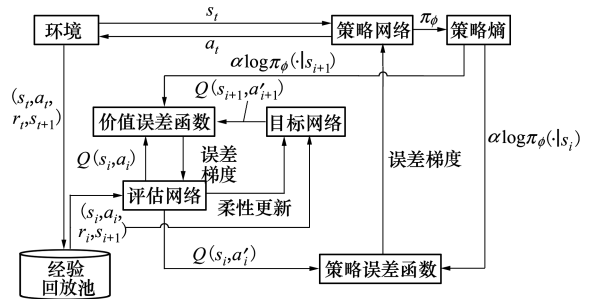 环境
s_t
a_t
策略网络
π_ϕ
策略熵
αlogπ_ϕ(·|s_{i+1})
(s_t,a_t,
r_t,s_{t+1})
Q(s_{i+1},a′_{i+1})
价值误差函数
目标网络
Q(s_i,a_i)
误差
梯度
误差梯度
αlogπ_ϕ(·|s_i)
评估网络
柔性更新
(s_i,a_i,
r_i,s_{i+1})
Q(s_i,a′_i)
经验
回放池
策略误差函数